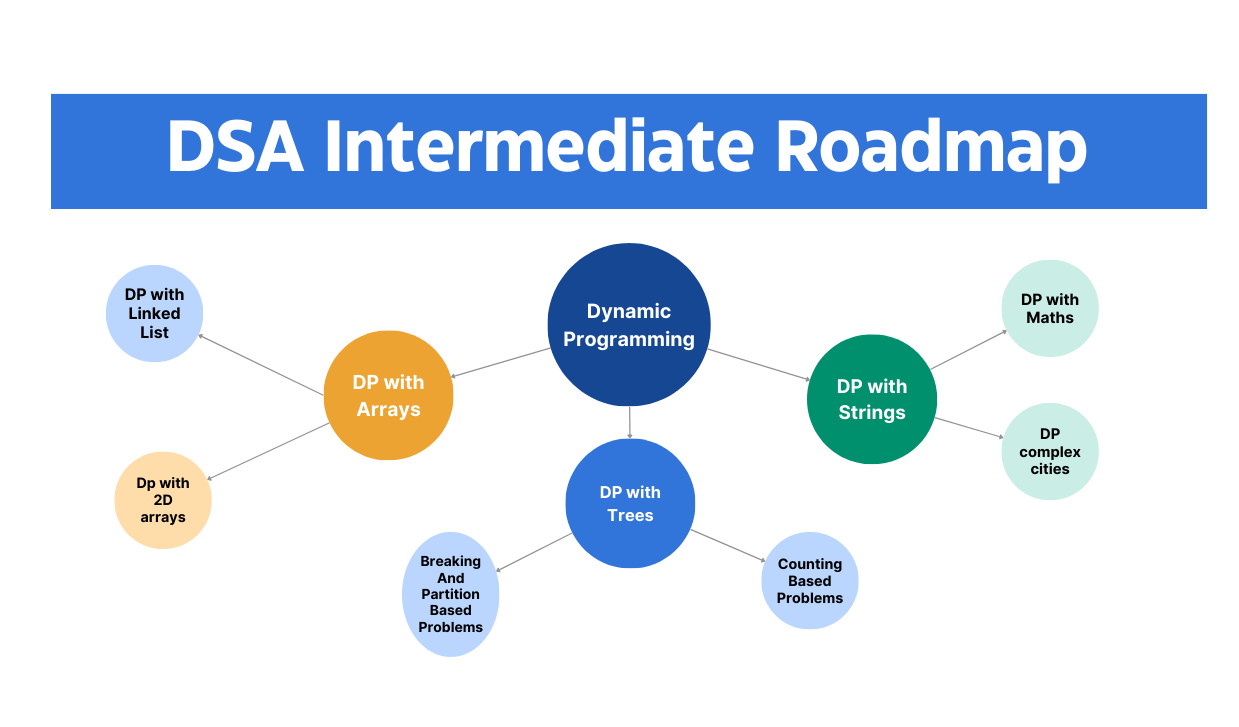 DSA Intermediate Roadmap
Dynamic
Programming
DP with
Linked
List
DP with
Arrays
Dp with
2D
arrays
DP with
Trees
Breaking
And
Partition
Based
Problems
Counting
Based
Problems
DP with
Strings
DP with
Maths
DP
complex
cities